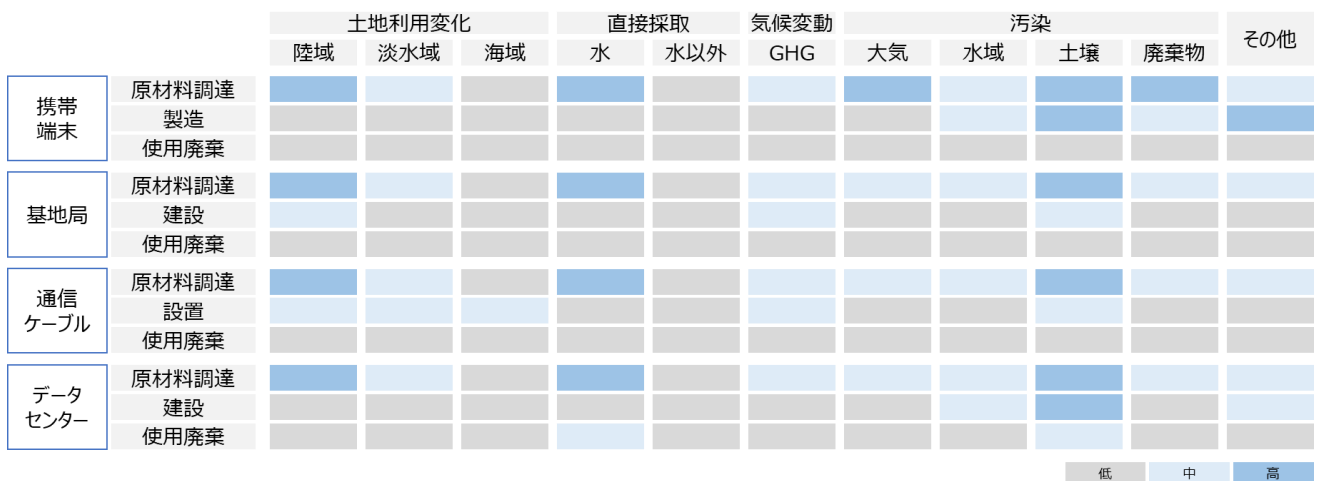 土地利用変化 直接採取 気候変動 汚染 その他
陸域 淡水域 海域 水 水以外 GHG 大気 水域 土壌 廃棄物
携帯
端末
原材料調達
製造
使用廃棄
基地局
原材料調達
建設
使用廃棄
通信
ケーブル
原材料調達
設置
使用廃棄
データ
センター
原材料調達
建設
使用廃棄
低 中 高